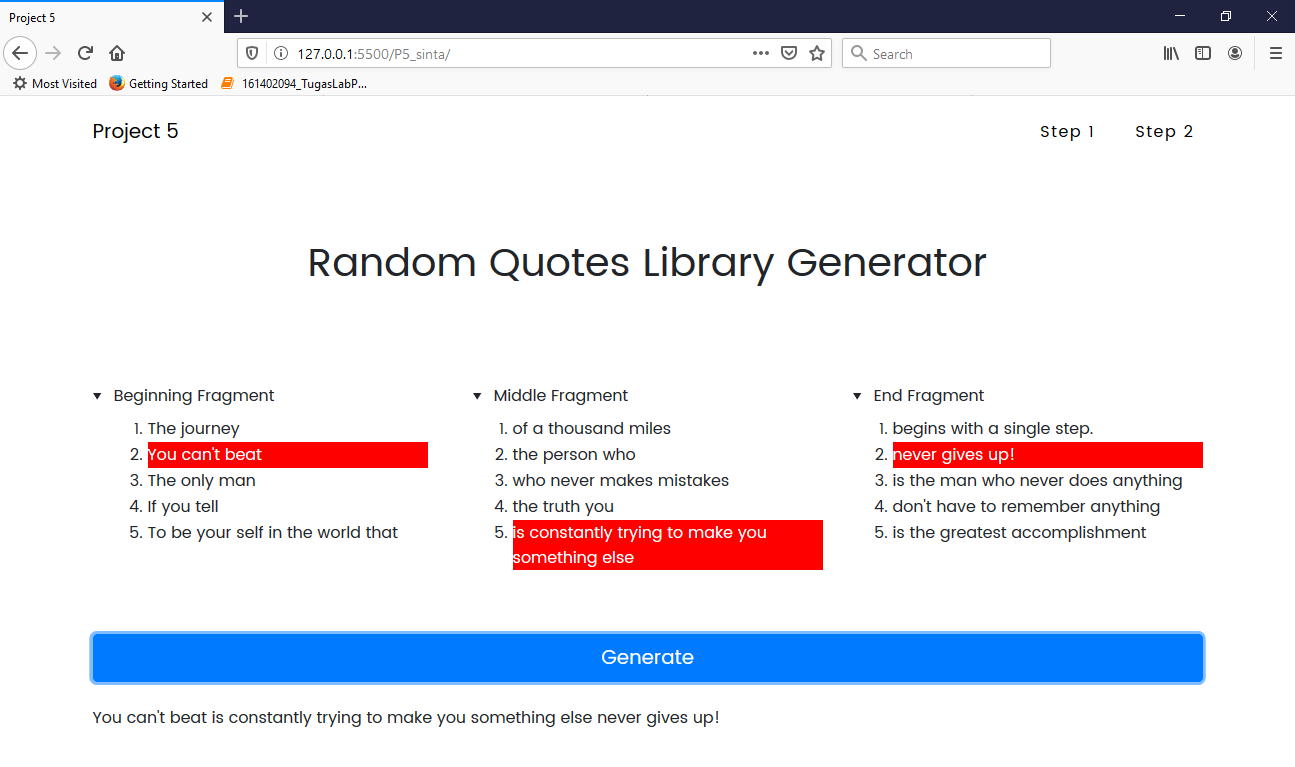 Project 5
127.0.0.1:5500/P5_sinta/
Search
Most Visited
Getting Started
161402094_TugasLabP...
Project 5
Step 1
Step 2
Random Quotes Library Generator
Beginning Fragment
1. The journey
2. You can't beat
3. The only man
4. If you tell
5. To be your self in the world that
Middle Fragment
1. of a thousand miles
2. the person who
3. who never makes mistakes
4. the truth you
5. is constantly trying to make you
something else
End Fragment
1. begins with a single step.
2. never gives up!
3. is the man who never does anything
4. don't have to remember anything
5. is the greatest accomplishment
Generate
You can't beat is constantly trying to make you something else never gives up!